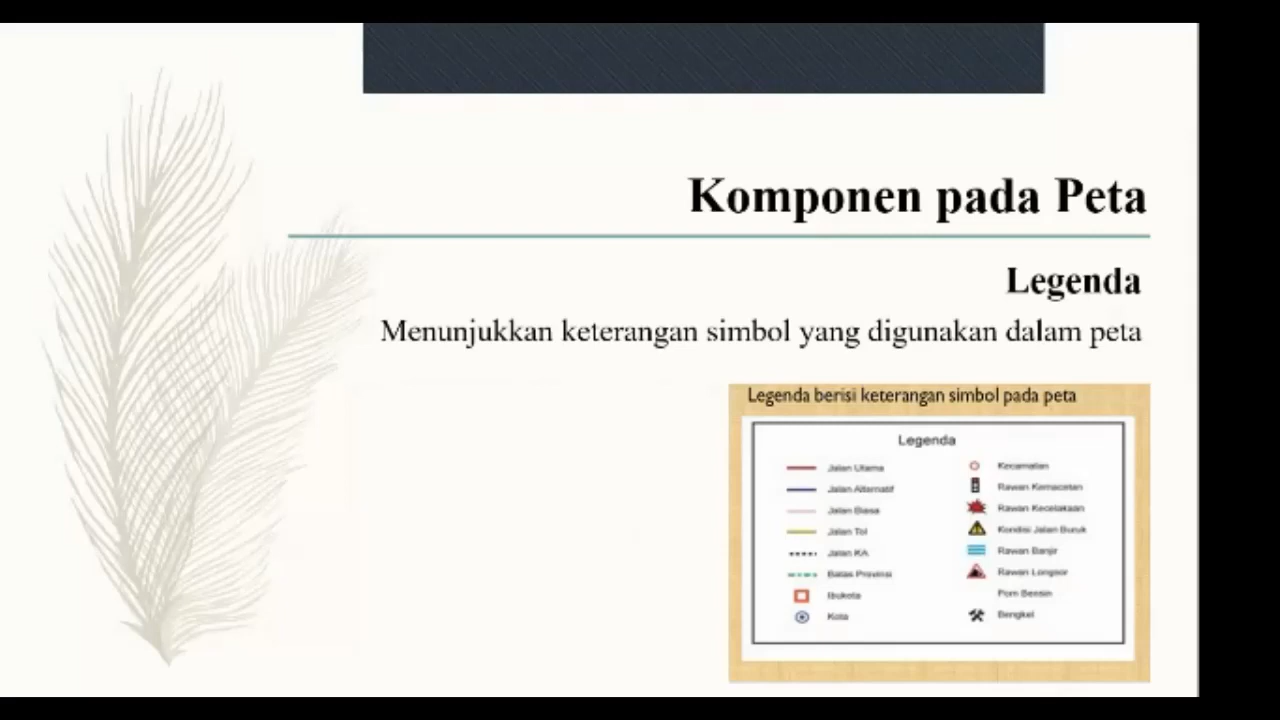 Komponen pada Peta
Legenda
Menunjukkan keterangan simbol yang digunakan dalam peta
Legenda berisi keterangan simbol pada peta
Legenda
Jalan Utama
Jalan Alternatif
Jalan Biasa
Jalan Tol
Jalan KA
Batas Provinsi
Ibukota
Kota
Kecamatan
Rawan Kemacetan
Rawan Kecelakaan
Kondisi Jalan Buruk
Rawan Banjir
Rawan Longsor
Pom Bensin
Bengkel